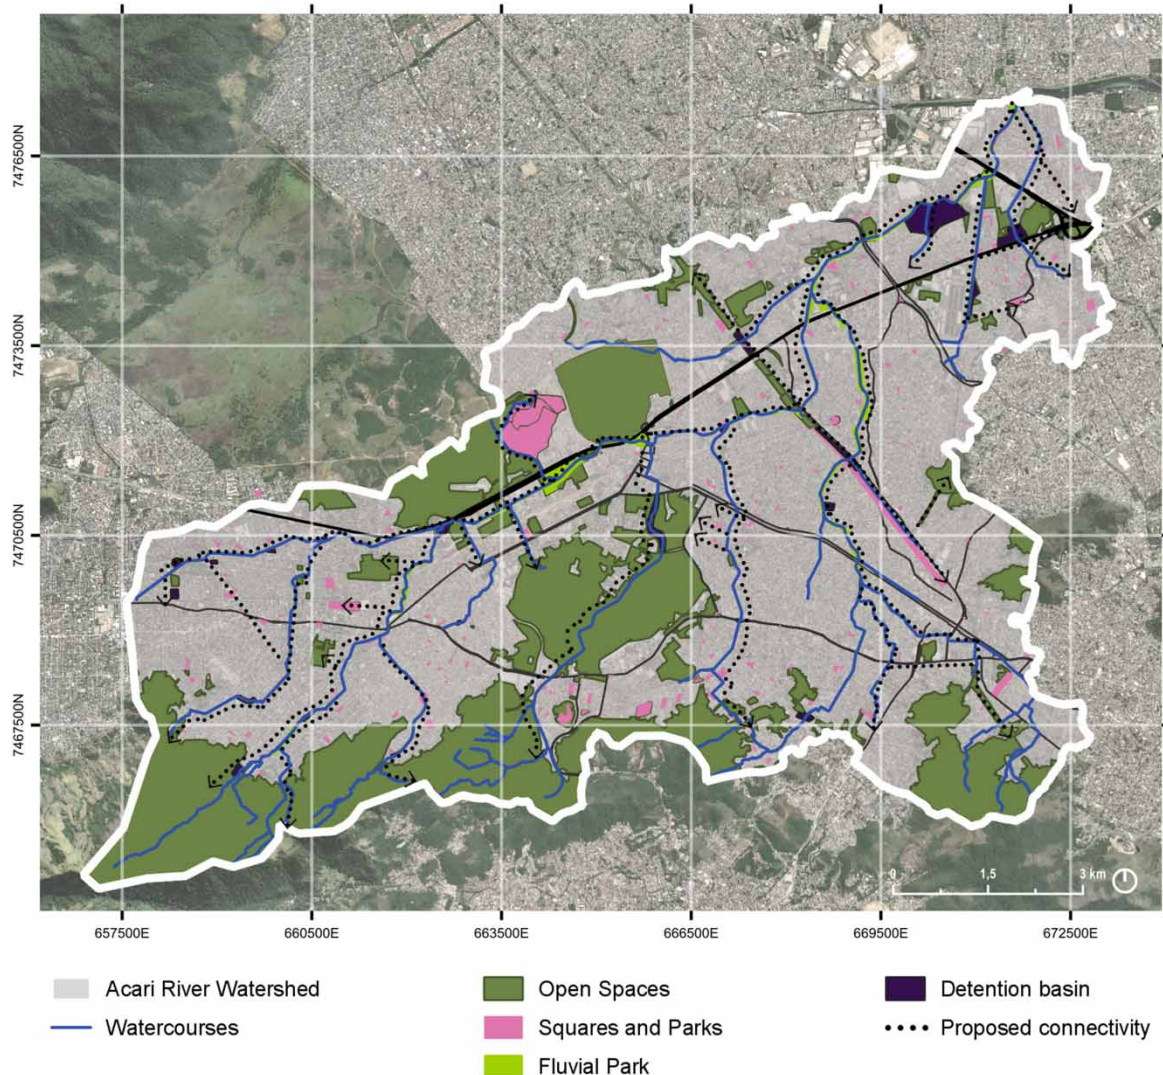 7476500N
7473500N
7470500N
7467500N
0 1,5 3 km
657500E 660500E 663500E 666500E 669500E 672500E
Acari River Watershed
Open Spaces
Detention basin
Watercourses
Squares and Parks
Proposed connectivity
Fluvial Park